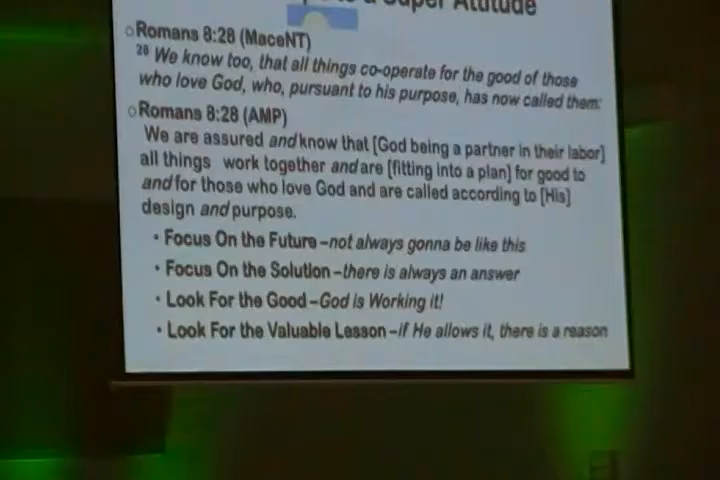 to a Super Attitude
Romans 8:28 (MaceNT)
28 We know too, that all things co-operate for the good of those
who love God, who, pursuant to his purpose, has now called them:
Romans 8:28 (AMP)
We are assured and know that [God being a partner in their labor]
all things work together and are [fitting into a plan] for good to
and for those who love God and are called according to [His]
design and purpose.
• Focus On the Future –not always gonna be like this
• Focus On the Solution –there is always an answer
• Look For the Good –God is Working it!
• Look For the Valuable Lesson –if He allows it, there is a reason